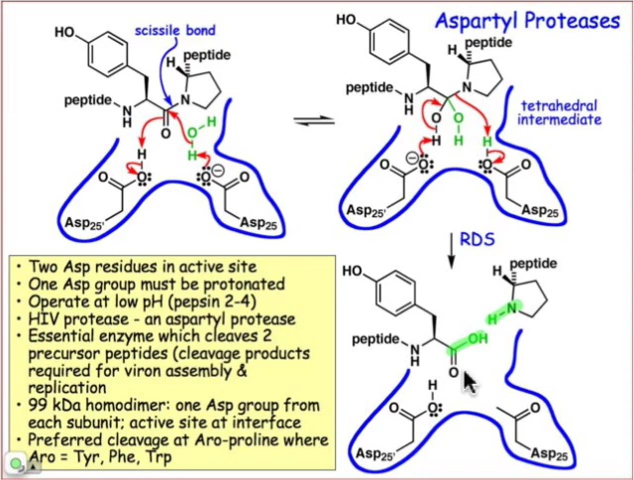 Aspartyl Proteases
HO
scissile bond
H
peptide
N
peptide
N
H
O
O
H
H
H
O
O
O
O
Asp25'
Asp25
HO
H
peptide
N
peptide
N
H
O
O
H
H
tetrahedral
intermediate
H
O
O
O
O
Asp25'
Asp25
RDS
• Two Asp residues in active site
• One Asp group must be protonated
• Operate at low pH (pepsin 2-4)
• HIV protease - an aspartyl protease
• Essential enzyme which cleaves 2
precursor peptides (cleavage products
required for viron assembly &
replication
• 99 kDa homodimer: one Asp group from
each subunit; active site at interface
• Preferred cleavage at Aro-proline where
Aro = Tyr, Phe, Trp
HO
H
peptide
N
H
peptide
N
H
OH
O
H
O
O
O
Asp25'
Asp25